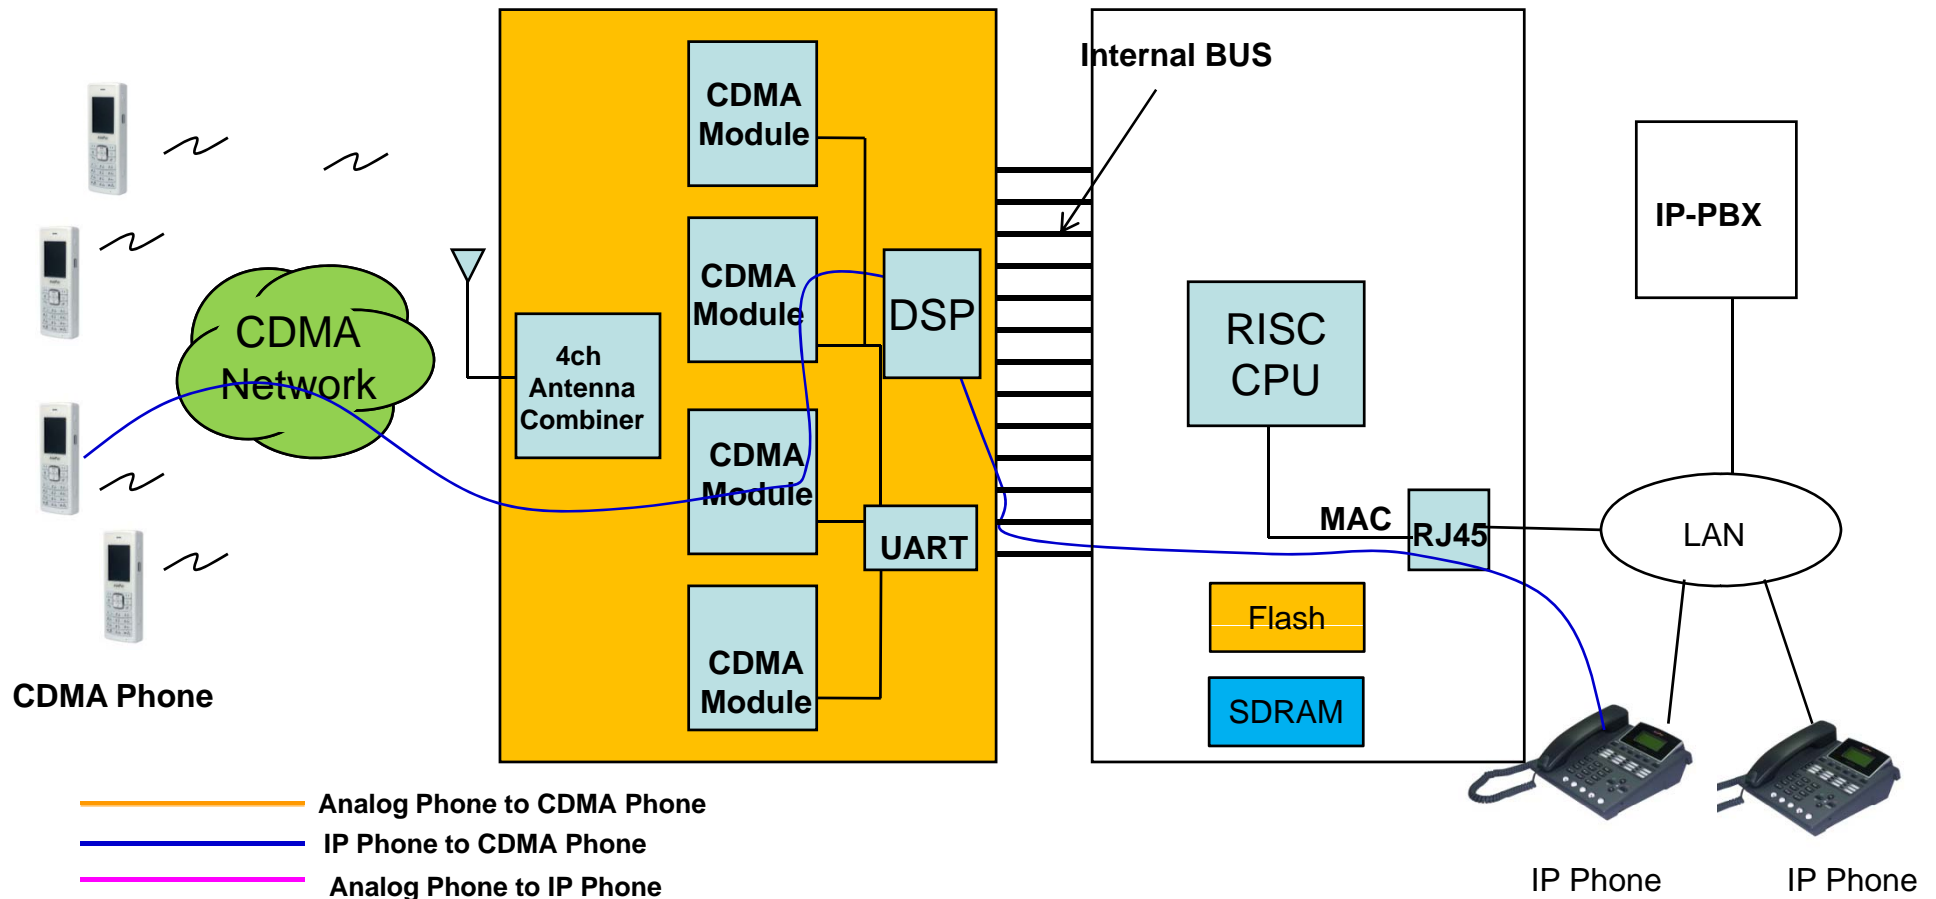 Internal BUS
CDMA
Module
CDMA
Module
CDMA
Module
CDMA
Module
CDMA
Network
4ch
Antenna
Combiner
DSP
UART
RISC
CPU
MAC
RJ45
Flash
SDRAM
IP-PBX
LAN
CDMA Phone
IP Phone
IP Phone
Analog Phone to CDMA Phone
IP Phone to CDMA Phone
Analog Phone to IP Phone